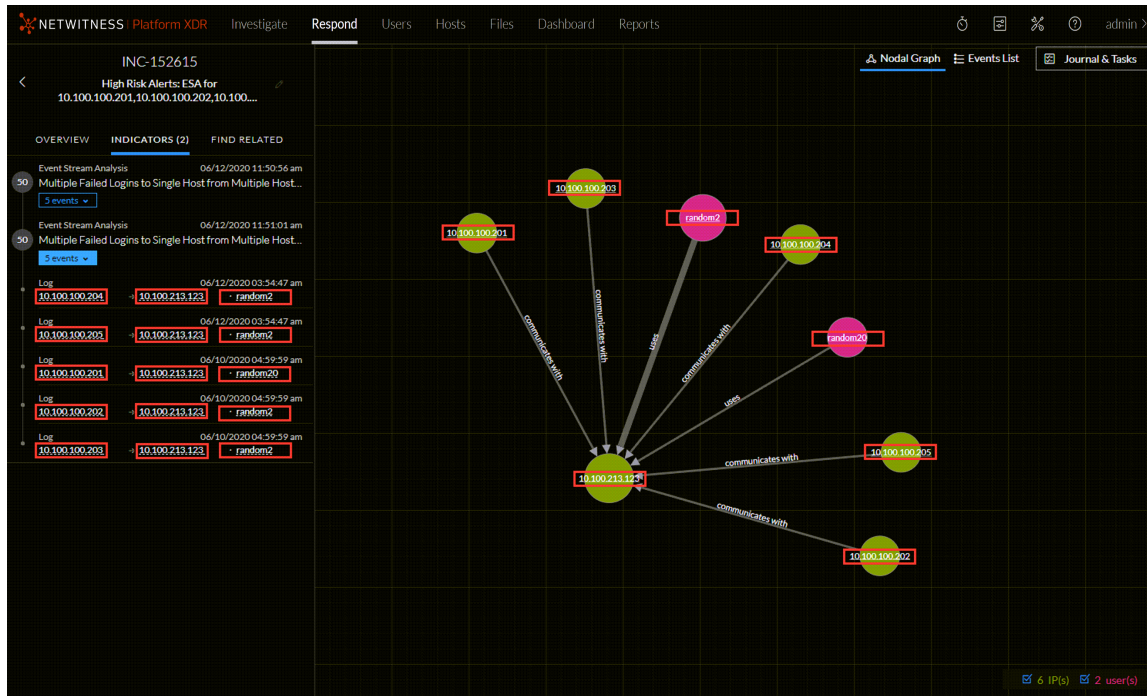 NETWITNESS Platform XDR Investigate Respond Users Hosts Files Dashboard Reports admin
INC-152615
High Risk Alerts: ESA for
10.100.100.201,10.100.100.202,10.100....
OVERVIEW INDICATORS (2) FIND RELATED
Event Stream Analysis 06/12/2020 11:50:56 am
50 Multiple Failed Logins to Single Host from Multiple Host...
5 events
Event Stream Analysis 06/12/2020 11:51:01 am
50 Multiple Failed Logins to Single Host from Multiple Host...
5 events
Log 06/12/2020 03:54:47 am
10.100.100.204 10.100.213.123 random2
Log 06/12/2020 03:54:47 am
10.100.100.205 10.100.213.123 random2
Log 06/10/2020 04:59:59 am
10.100.100.201 10.100.213.123 random20
Log 06/10/2020 04:59:59 am
10.100.100.202 10.100.213.123 random2
Log 06/10/2020 04:59:59 am
10.100.100.203 10.100.213.123 random2
Nodal Graph Events List Journal & Tasks
10.100.100.203
random2
10.100.100.201
10.100.100.204
communicates with
communicates with
uses
communicates with
random20
uses
10.100.100.205
communicates with
10.100.213.123
communicates with
10.100.100.202
6 IP(s) 2 user(s)